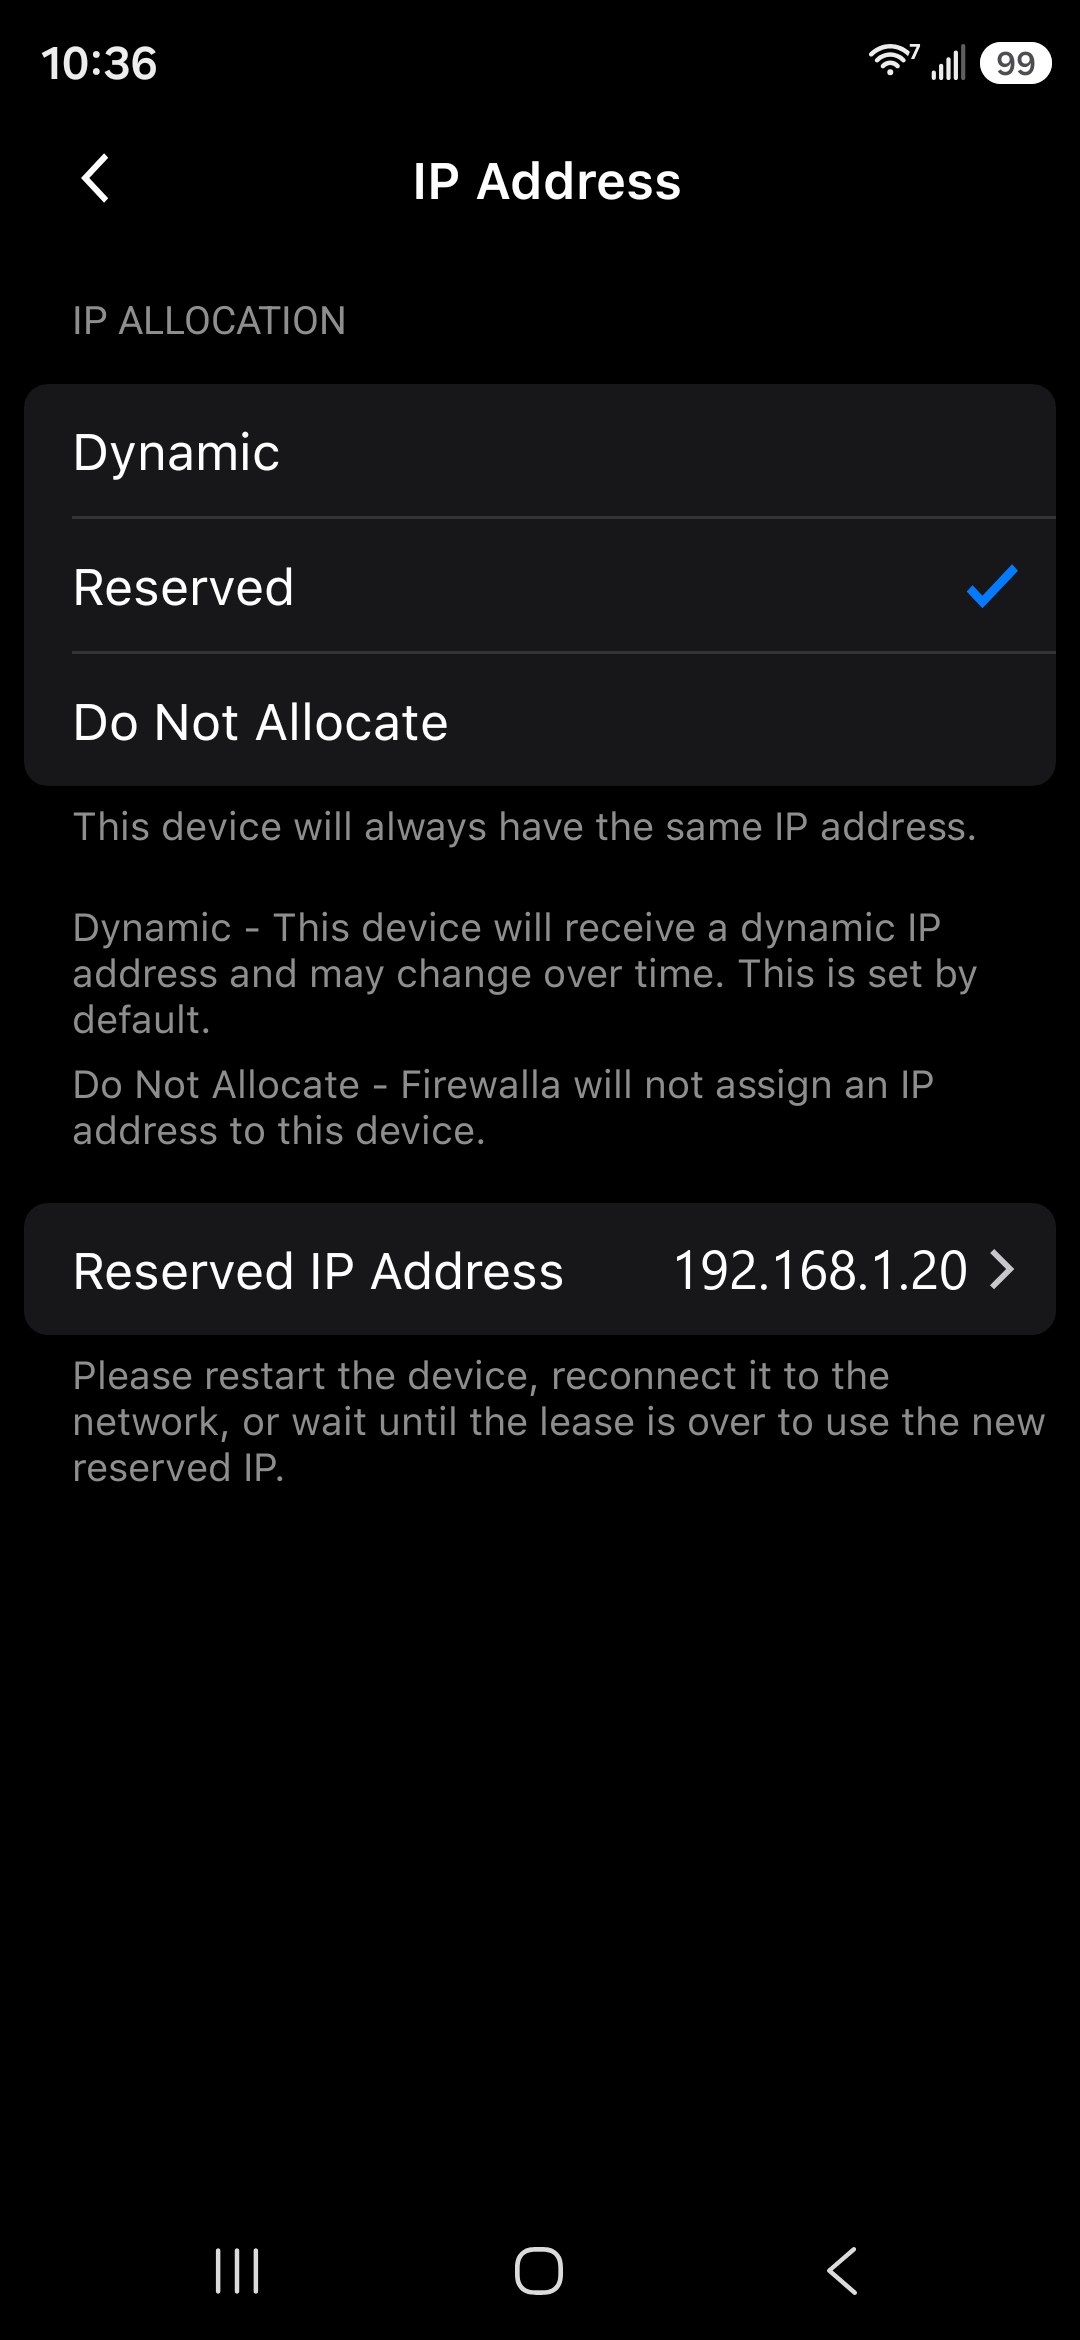 10:36
7
99
IP Address
IP ALLOCATION
Dynamic
Reserved
Do Not Allocate
This device will always have the same IP address.
Dynamic - This device will receive a dynamic IP
address and may change over time. This is set by
default.
Do Not Allocate - Firewalla will not assign an IP
address to this device.
Reserved IP Address 192.168.1.20
Please restart the device, reconnect it to the
network, or wait until the lease is over to use the new
reserved IP.